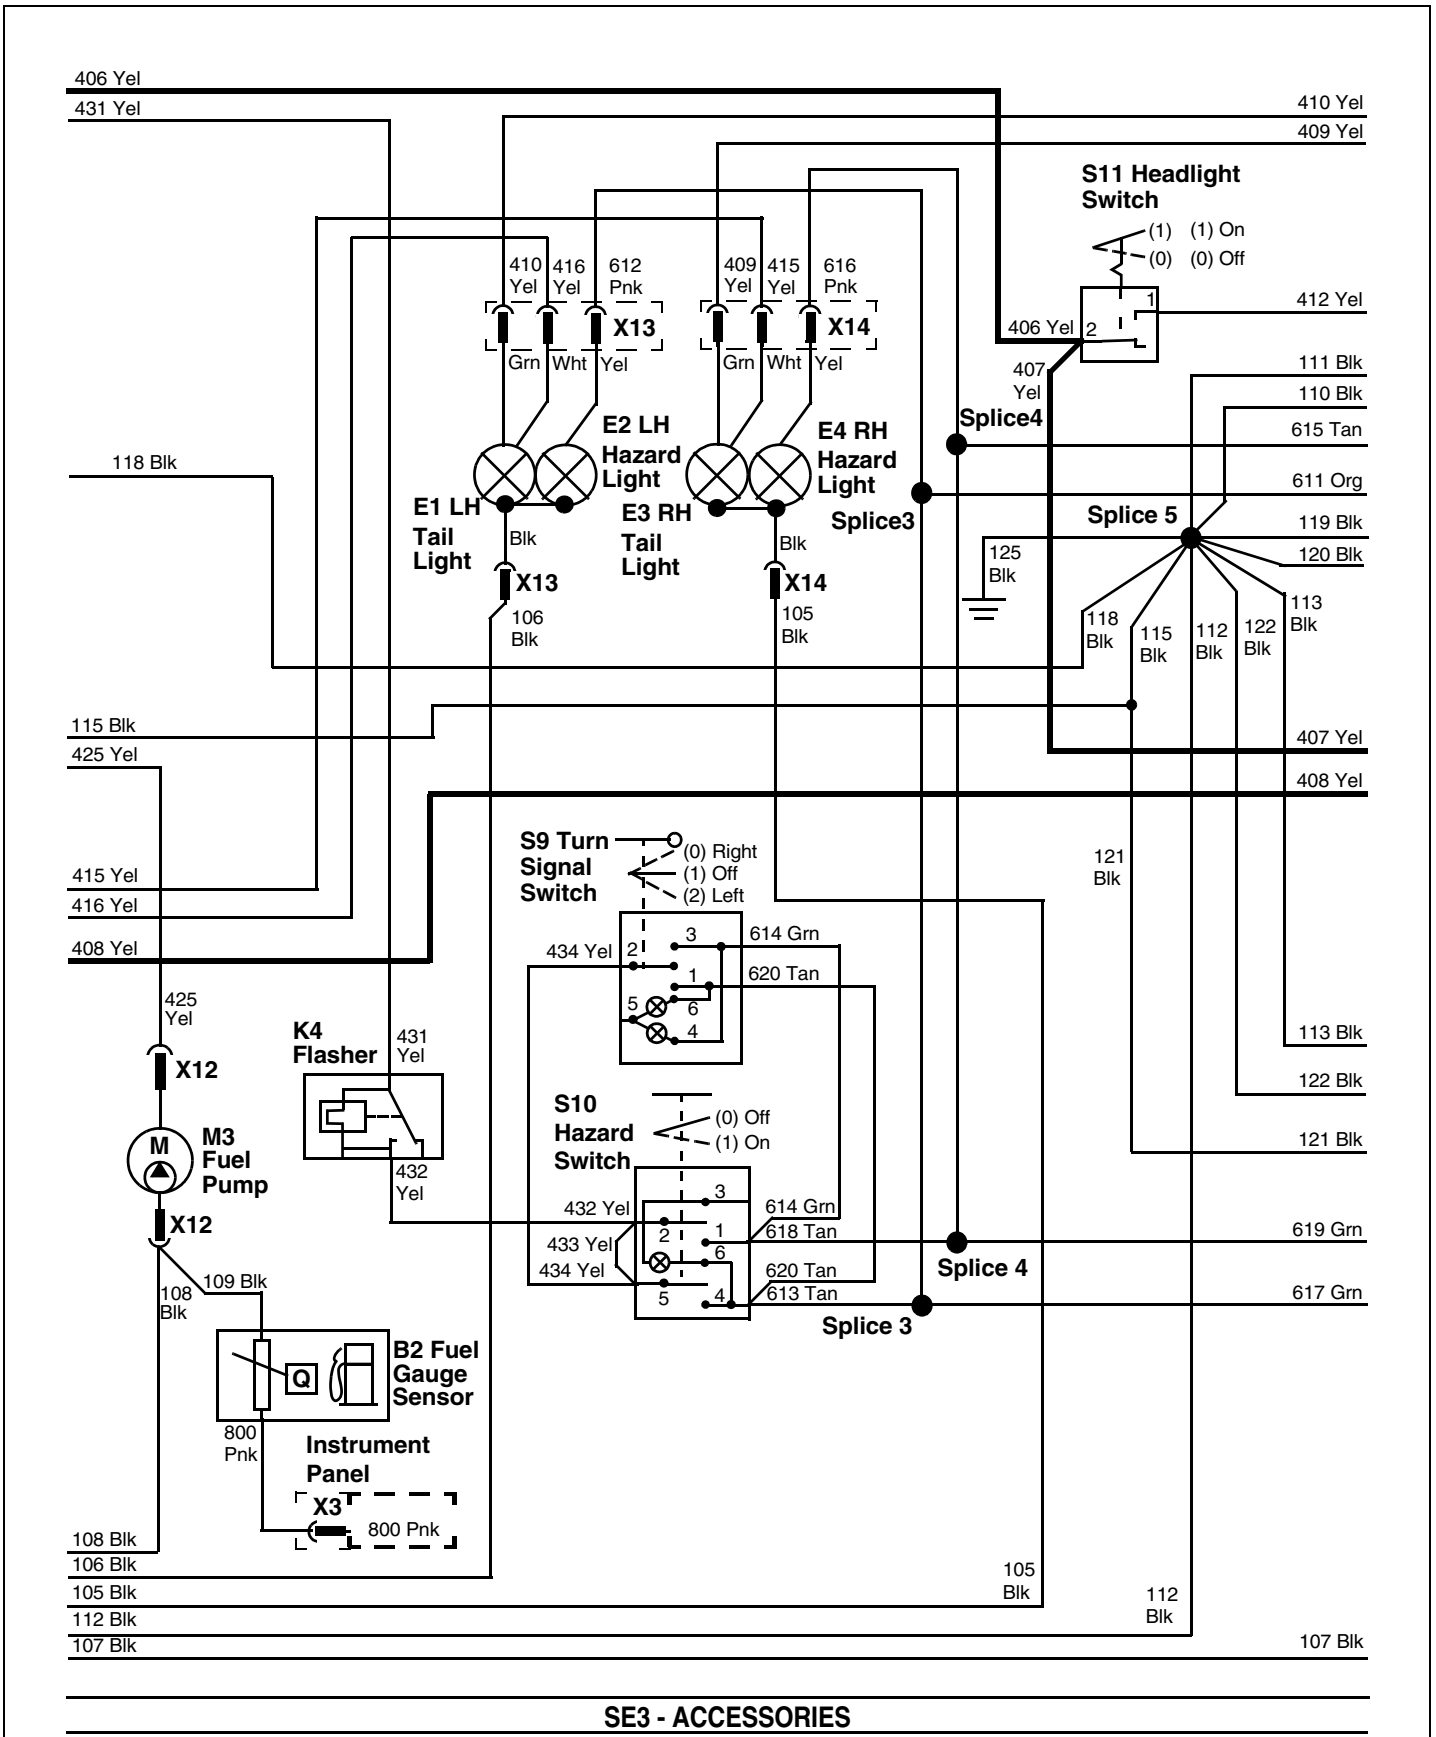 406 Yel
431 Yel
410 Yel
409 Yel
S11 Headlight
Switch
(1) (1) On
(0) (0) Off
410
Yel
416
Yel
612
Pnk
409
Yel
415
Yel
616
Pnk
X13
X14
1
412 Yel
406 Yel
2
Grn
Wht
Yel
Grn
Wht
Yel
407
Yel
111 Blk
110 Blk
Splice4
615 Tan
E2 LH
Hazard
Light
E4 RH
Hazard
Light
118 Blk
611 Org
E1 LH
Tail
Light
E3 RH
Tail
Light
Splice3
Splice 5
119 Blk
120 Blk
Blk
Blk
125
Blk
X13
X14
106
Blk
105
Blk
118
Blk
115
Blk
112
Blk
122
Blk
113
Blk
115 Blk
425 Yel
407 Yel
408 Yel
S9 Turn
Signal
Switch
(0) Right
(1) Off
(2) Left
121
Blk
415 Yel
416 Yel
408 Yel
434 Yel
2
3
614 Grn
1
620 Tan
5
6
4
425
Yel
K4
Flasher
431
Yel
X12
113 Blk
122 Blk
S10
Hazard
Switch
(0) Off
(1) On
M
M3
Fuel
Pump
121 Blk
432
Yel
X12
432 Yel
433 Yel
434 Yel
3
2
1
6
5
4
614 Grn
618 Tan
620 Tan
613 Tan
619 Grn
Splice 4
617 Grn
Splice 3
109 Blk
108
Blk
B2 Fuel
Gauge
Sensor
Q
800
Pnk
Instrument
Panel
X3
800 Pnk
108 Blk
106 Blk
105 Blk
112 Blk
107 Blk
105
Blk
112
Blk
107 Blk
SE3 - ACCESSORIES